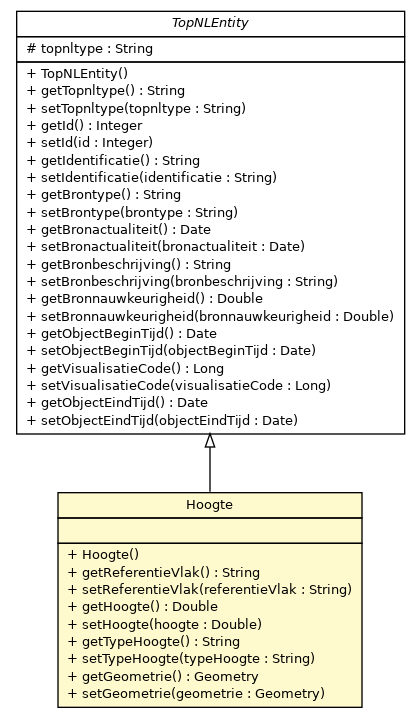 TopNLEntity
# topnltype : String
+ TopNLEntity()
+ getTopnltype() : String
+ setTopnltype(topnltype : String)
+ getId() : Integer
+ setId(id : Integer)
+ getIdentificatie() : String
+ setIdentificatie(identificatie : String)
+ getBrontype() : String
+ setBrontype(brontype : String)
+ getBronactualiteit() : Date
+ setBronactualiteit(bronactualiteit : Date)
+ getBronbeschrijving() : String
+ setBronbeschrijving(bronbeschrijving : String)
+ getBronnauwkeurigheid() : Double
+ setBronnauwkeurigheid(bronnauwkeurigheid : Double)
+ getObjectBeginTijd() : Date
+ setObjectBeginTijd(objectBeginTijd : Date)
+ getVisualisatieCode() : Long
+ setVisualisatieCode(visualisatieCode : Long)
+ getObjectEindTijd() : Date
+ setObjectEindTijd(objectEindTijd : Date)
Hoogte
+ Hoogte()
+ getReferentieVlak() : String
+ setReferentieVlak(referentieVlak : String)
+ getHoogte() : Double
+ setHoogte(hoogte : Double)
+ getTypeHoogte() : String
+ setTypeHoogte(typeHoogte : String)
+ getGeometrie() : Geometry
+ setGeometrie(geometrie : Geometry)